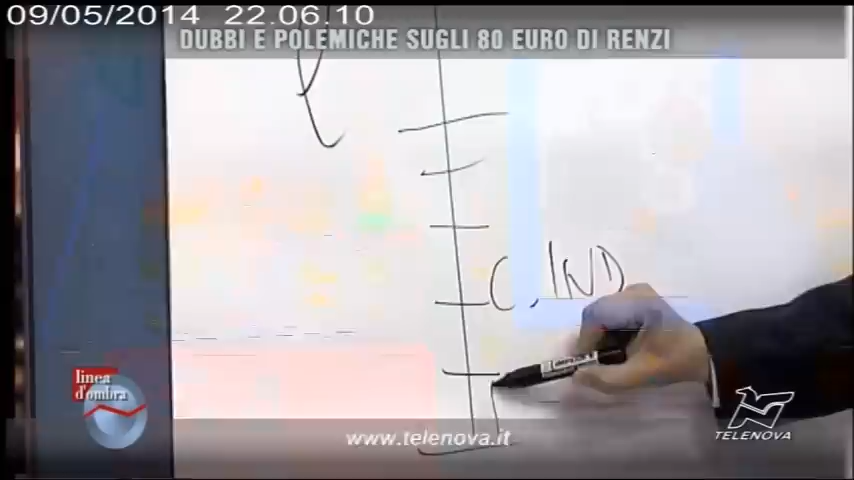 09/05/2014 22.06.10
DUBBI E POLEMICHE SUGLI 80 EURO DI RENZI
C. IND
linea
d'ombra
www.telenova.it
TELENOVA